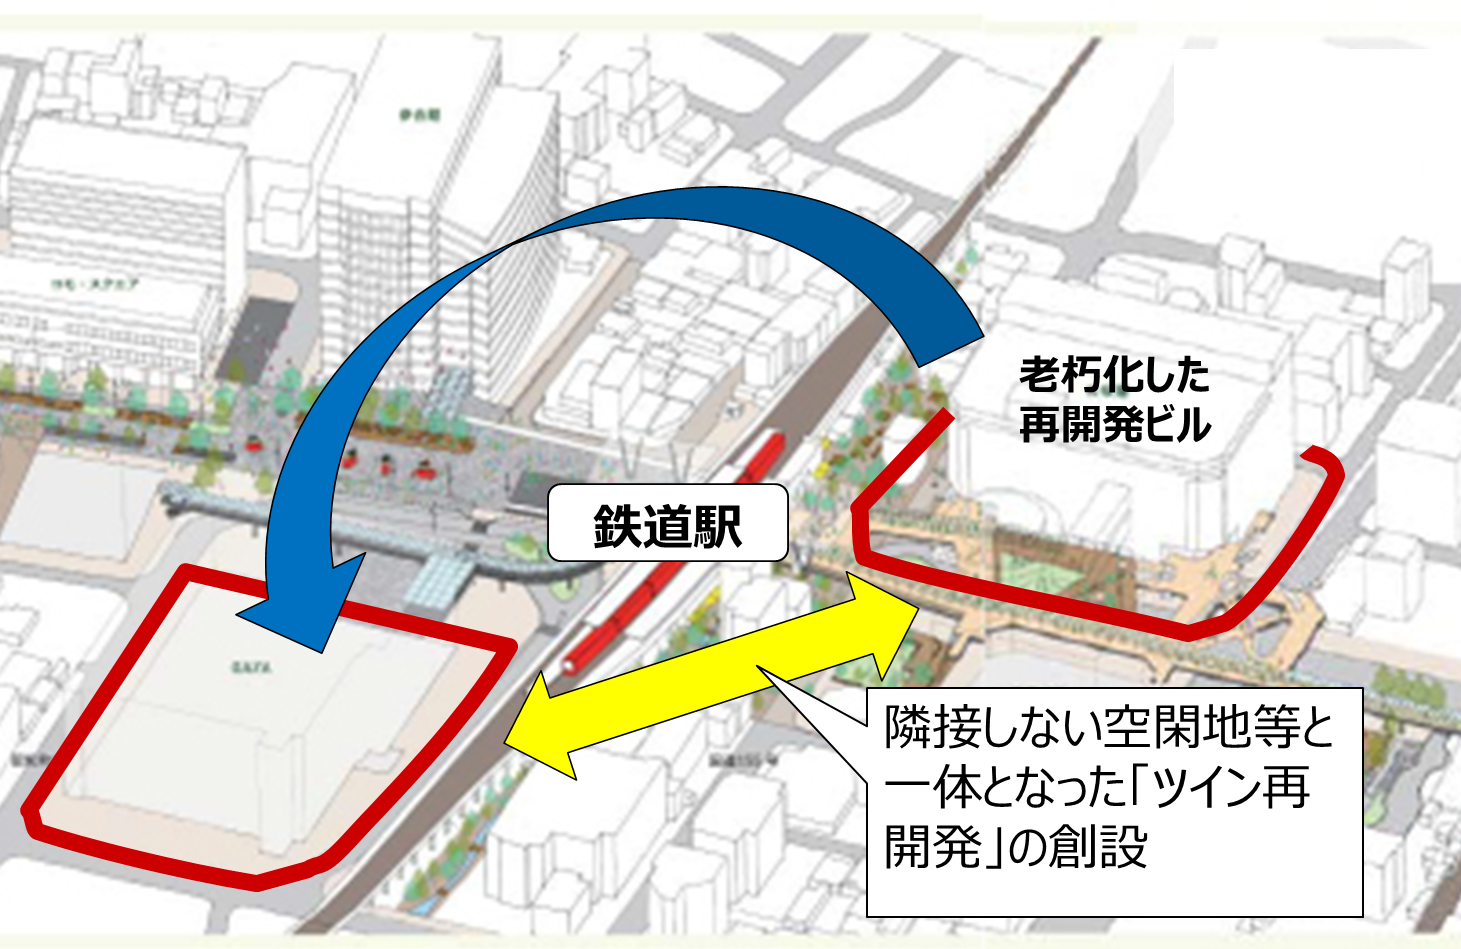 老朽化した
再開発ビル
鉄道駅
隣接しない空閑地等と
一体となった「ツイン再
開発」の創設